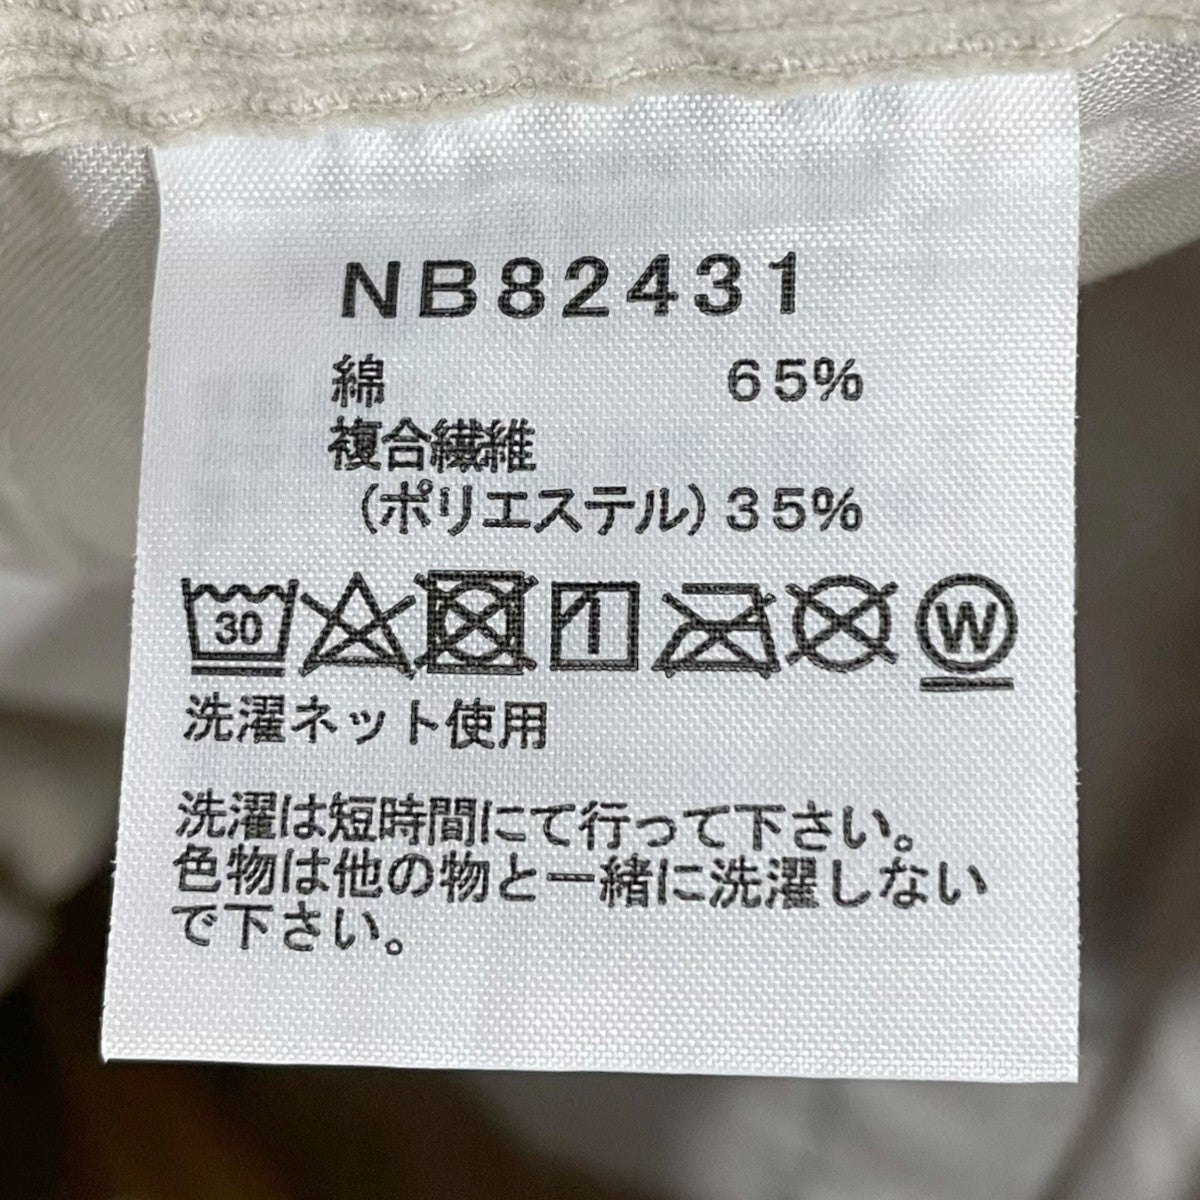 NB82431
綿 65%
複合繊維
(ポリエステル) 35%
30 W
洗濯ネット使用
洗濯は短時間にて行って下さい。
色物は他の物と一緒に洗濯しない
で下さい。